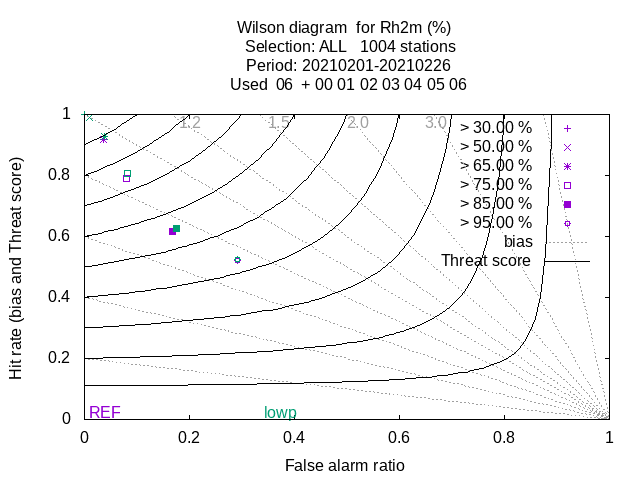 Wilson diagram  for Rh2m (%)
Selection: ALL   1004 stations
Period: 20210201-20210226
Used  06  + 00 01 02 03 04 05 06
1
1.2
1.5
2.0
3.0
> 30.00 %
> 50.00 %
> 65.00 %
> 75.00 %
> 85.00 %
> 95.00 %
bias
Threat score
0.8
0.6
0.4
0.2
0
Hit rate (bias and Threat score)
REF
lowp
0
0.2
0.4
0.6
0.8
1
False alarm ratio